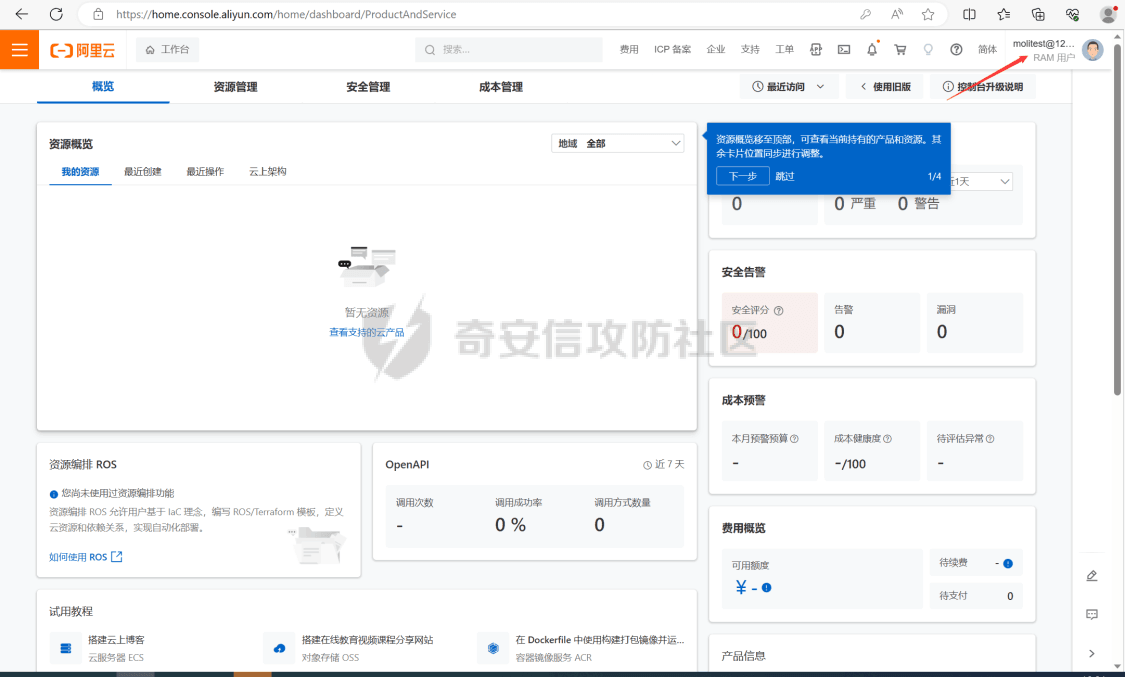 https://home.console.aliyun.com/home/dashboard/ProductAndService
阿里云
工作台
搜索...
费用
ICP 备案
企业
支持
工单
简体
molitest@12...
RAM 用户
概览
资源管理
安全管理
成本管理
最近访问
使用旧版
控制台升级说明
资源概览
地域 全部
我的资源
最近创建
最近操作
云上架构
暂无资源
查看支持的云产品
资源概览移至顶部，可查看当前持有的产品和资源。其
余卡片位置同步进行调整。
下一步
跳过
1/4
近1天
0
0 严重
0 警告
安全告警
安全评分
0/100
告警
0
漏洞
0
奇安信攻防社区
成本预警
本月预警预算
-
成本健康度
-/100
待评估异常
-
资源编排 ROS
您尚未使用过资源编排功能
资源编排 ROS 允许用户基于 IaC 理念，编写 ROS/Terraform 模板，定义
云资源和依赖关系，实现自动化部署。
如何使用 ROS
OpenAPI
近 7 天
调用次数
-
调用成功率
0 %
调用方式数量
0
费用概览
可用额度
¥ -
待续费
-
待支付
0
试用教程
搭建云上博客
云服务器 ECS
搭建在线教育视频课程分享网站
对象存储 OSS
在 Dockerfile 中使用构建打包镜像并运...
容器镜像服务 ACR
产品信息